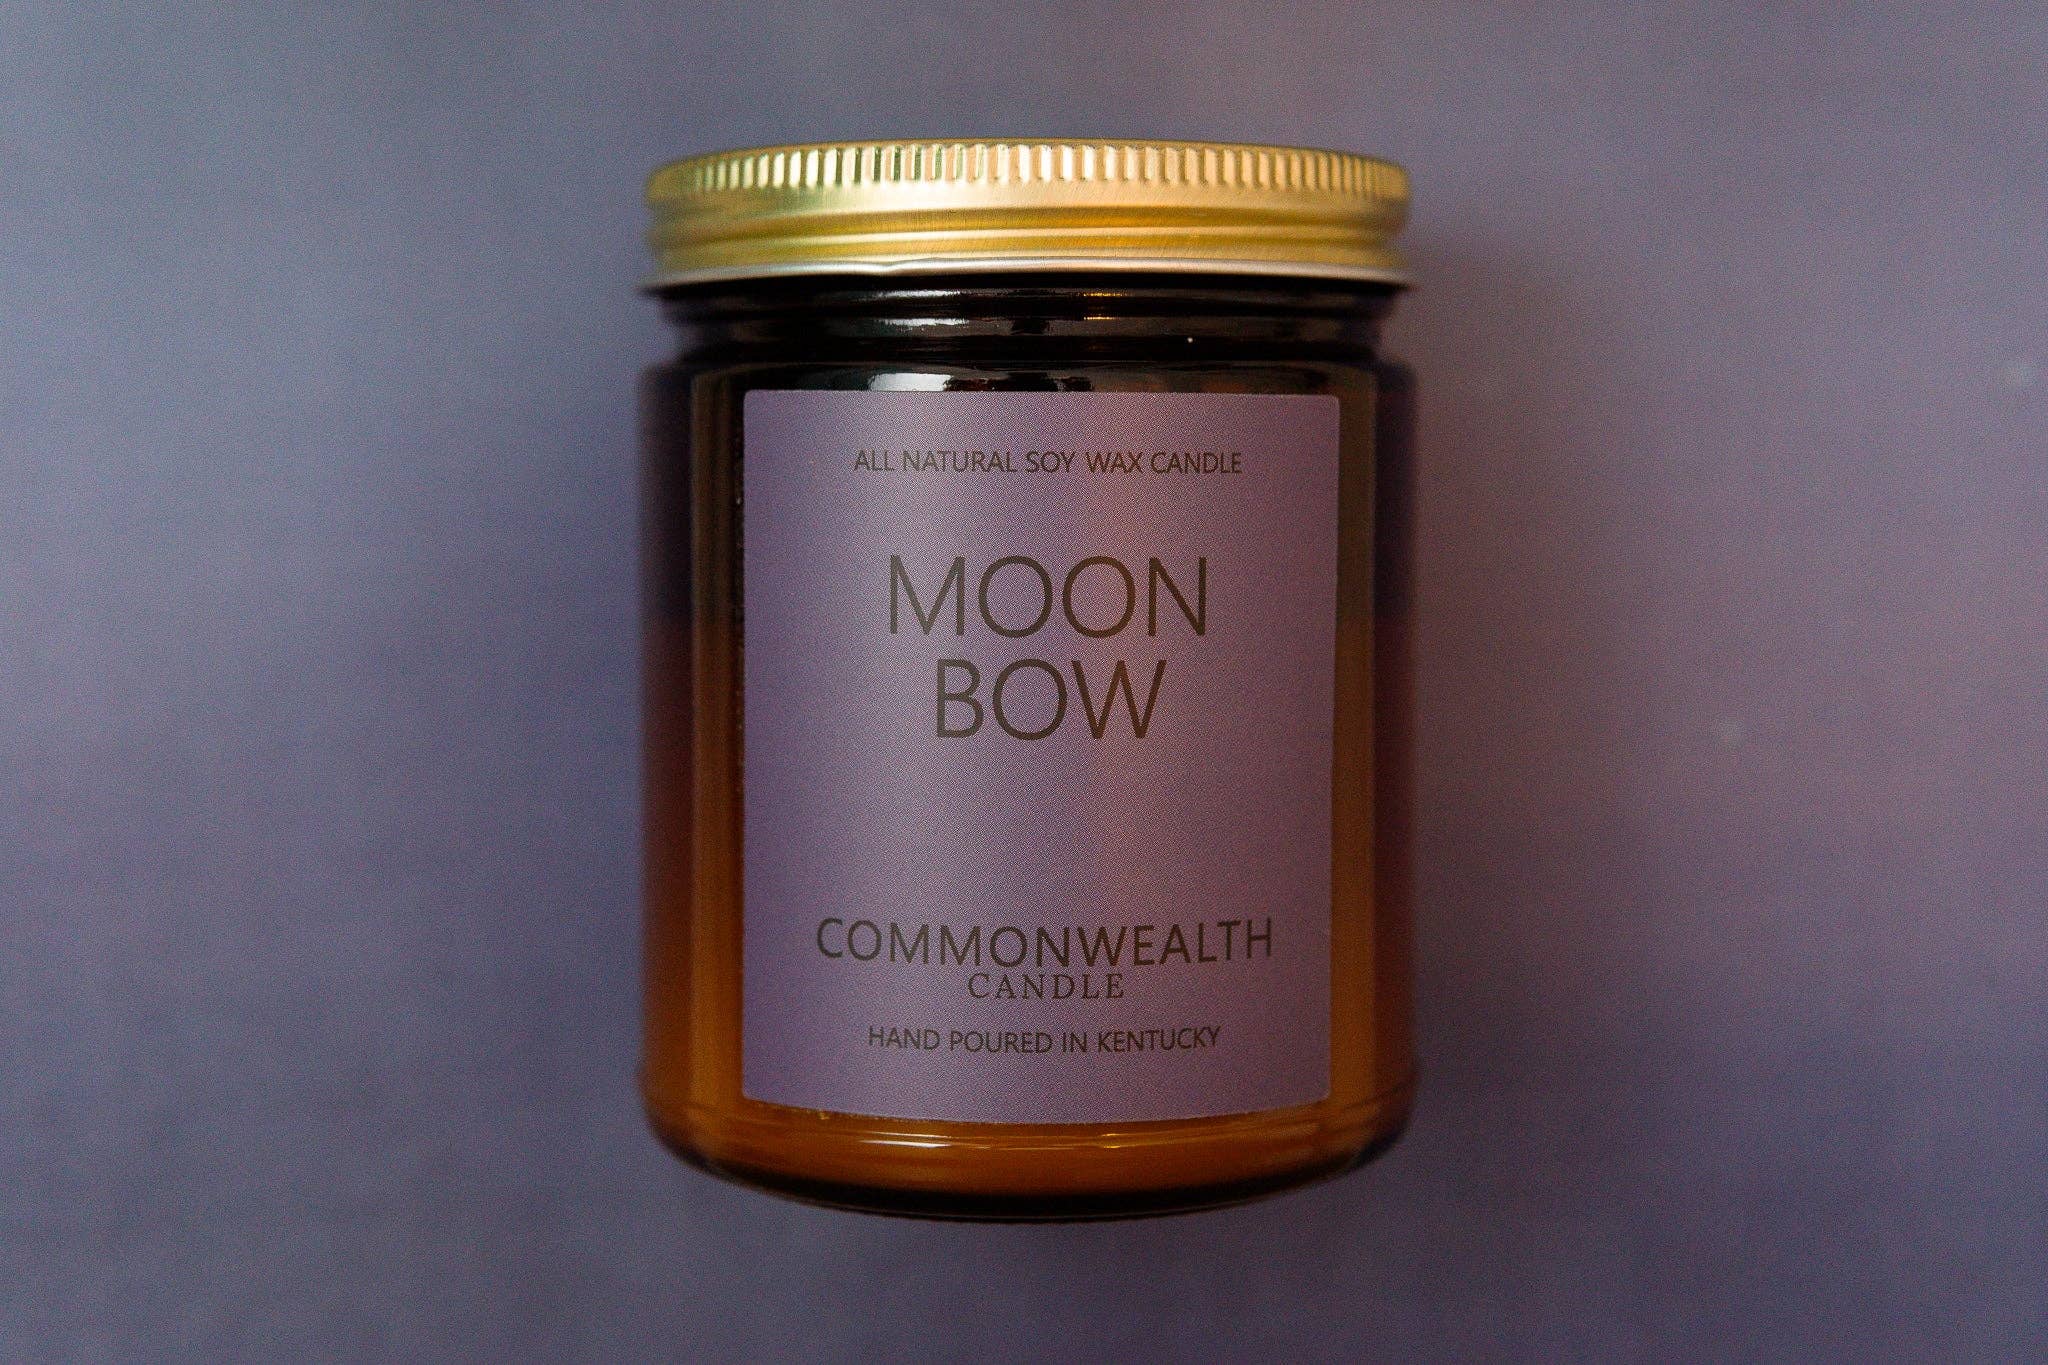 ALL NATURAL SOY WAX CANDLE
MOON
BOW
COMMONWEALTH
CANDLE
HAND POURED IN KENTUCKY